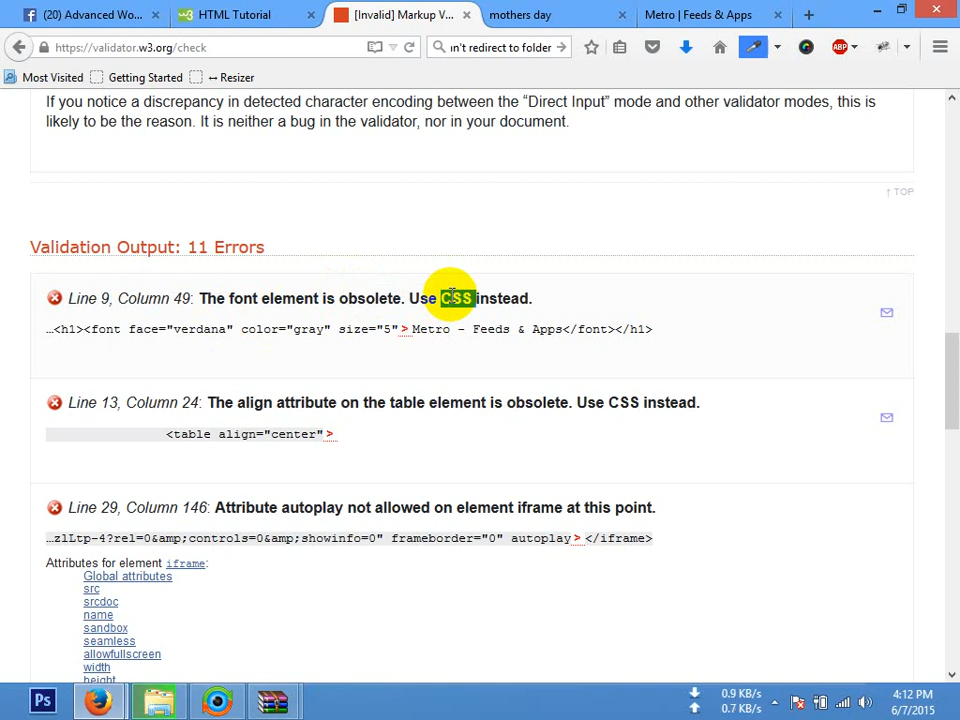 (20) Advanced Wo...
HTML Tutorial
[Invalid] Markup V...
mothers day
Metro | Feeds & Apps
https://validator.w3.org/check
n't redirect to folder
ABP
Most Visited
Getting Started
↔ Resizer
If you notice a discrepancy in detected character encoding between the “Direct Input” mode and other validator modes, this is
likely to be the reason. It is neither a bug in the validator, nor in your document.
↑ TOP
Validation Output: 11 Errors
Line 9, Column 49: The font element is obsolete. Use CSS instead.
…<h1><font face="verdana" color="gray" size="5">Metro - Feeds & Apps</font></h1>
Line 13, Column 24: The align attribute on the table element is obsolete. Use CSS instead.
<table align="center">
Line 29, Column 146: Attribute autoplay not allowed on element iframe at this point.
…zlLtp-4?rel=0&amp;controls=0&amp;showinfo=0" frameborder="0" autoplay></iframe>
Attributes for element iframe:
Global attributes
src
srcdoc
name
sandbox
seamless
allowfullscreen
width
height
Ps
0.9 KB/s
0.7 KB/s
4:12 PM
6/7/2015